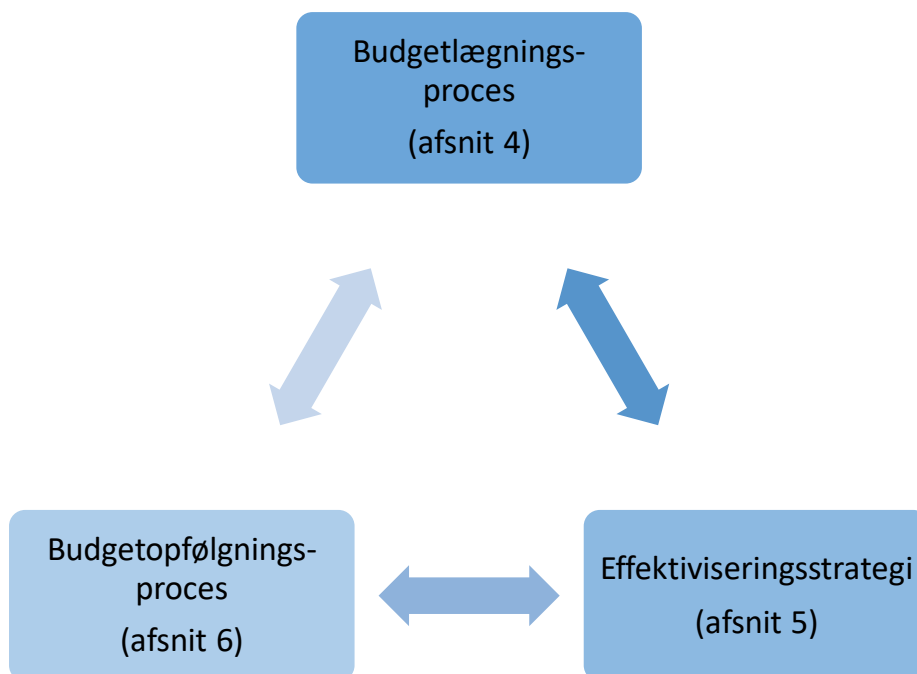 Budgetlægnings-
proces
(afsnit 4)
Budgetopfølgnings-
proces
(afsnit 6)
Effektiviseringsstrategi
(afsnit 5)